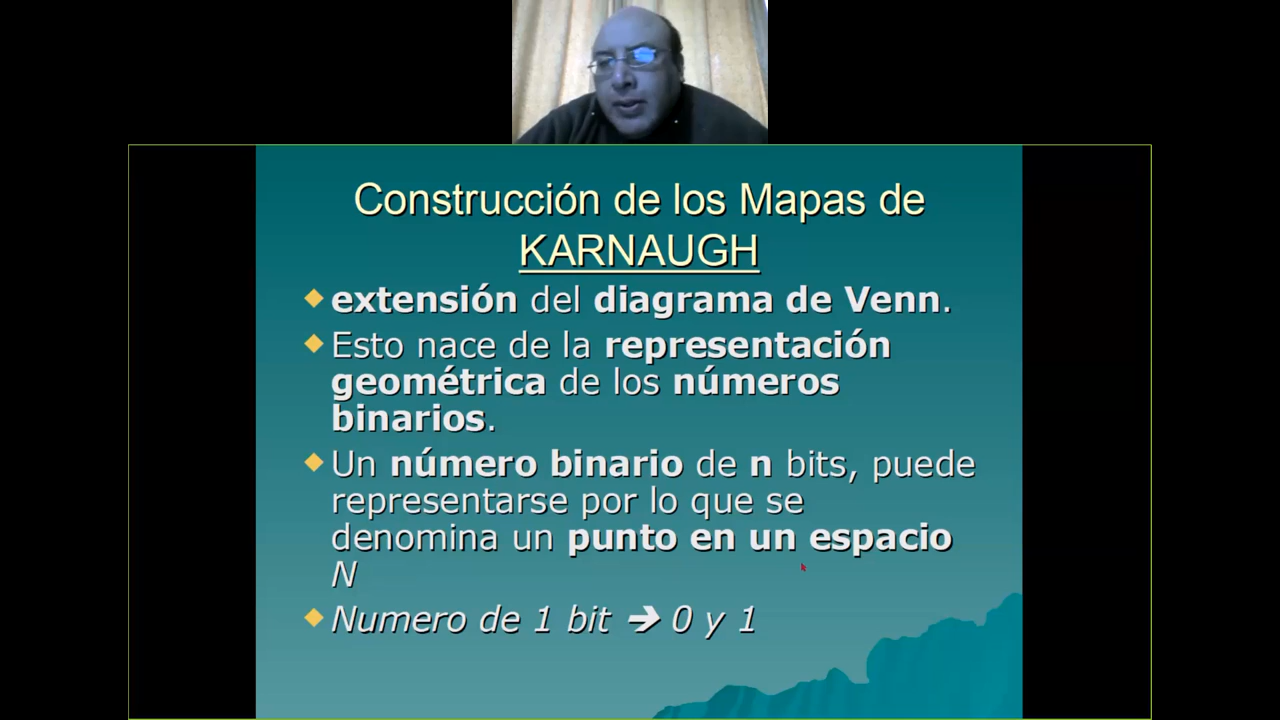 Construcción de los Mapas de
KARNAUGH
extensión del diagrama de Venn.
Esto nace de la representación
geométrica de los números
binarios.
Un número binario de n bits, puede
representarse por lo que se
denomina un punto en un espacio
N
Numero de 1 bit ➔ 0 y 1